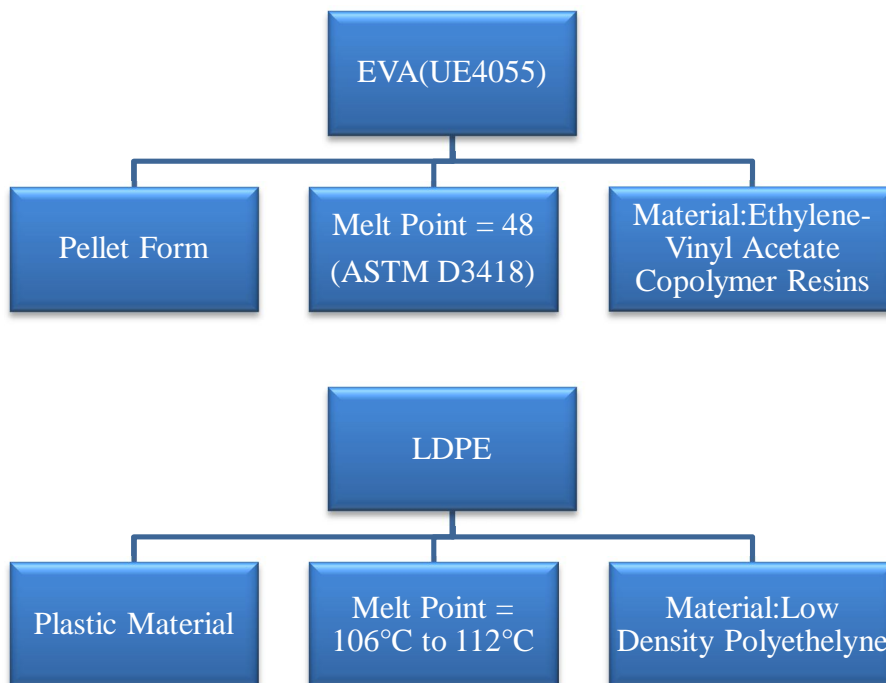 EVA(UE4055)
Pellet Form
Melt Point = 48
(ASTM D3418)
Material:Ethylene-
Vinyl Acetate
Copolymer Resins
LDPE
Plastic Material
Melt Point =
106°C to 112°C
Material:Low
Density Polyethelyne